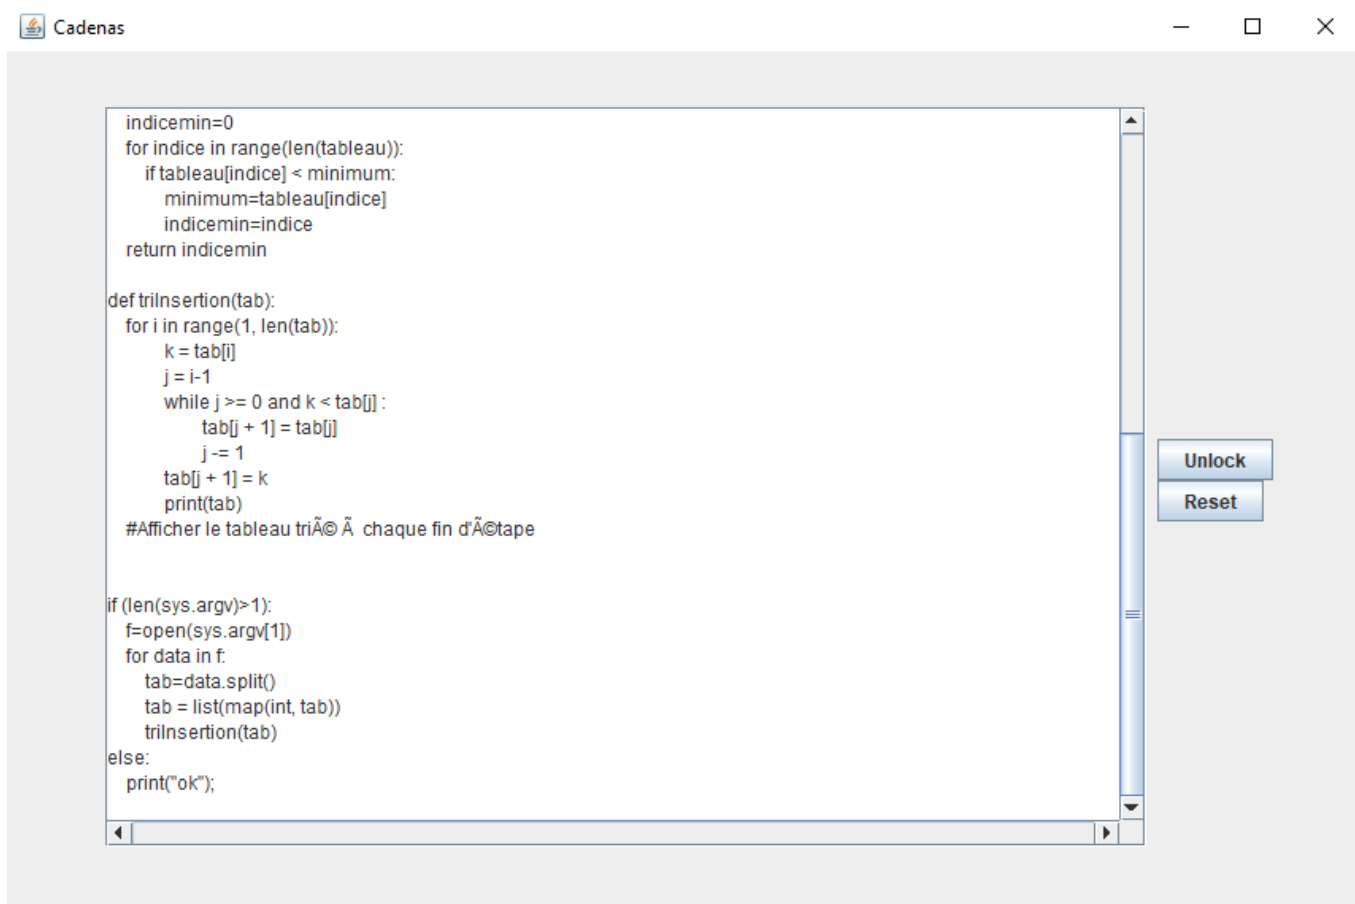 Cadenas
indicemin=0
for indice in range(len(tableau)):
if tableau[indice] < minimum:
minimum=tableau[indice]
indicemin=indice
return indicemin
def triInsertion(tab):
for i in range(1, len(tab)):
k = tab[i]
j = i-1
while j >= 0 and k < tab[j] :
tab[j + 1] = tab[j]
j -= 1
tab[j + 1] = k
print(tab)
#Afficher le tableau triÃ© Ã  chaque fin d'Ã©tape
if (len(sys.argv)>1):
f=open(sys.argv[1])
for data in f:
tab=data.split()
tab = list(map(int, tab))
triInsertion(tab)
else:
print("ok");
Unlock
Reset